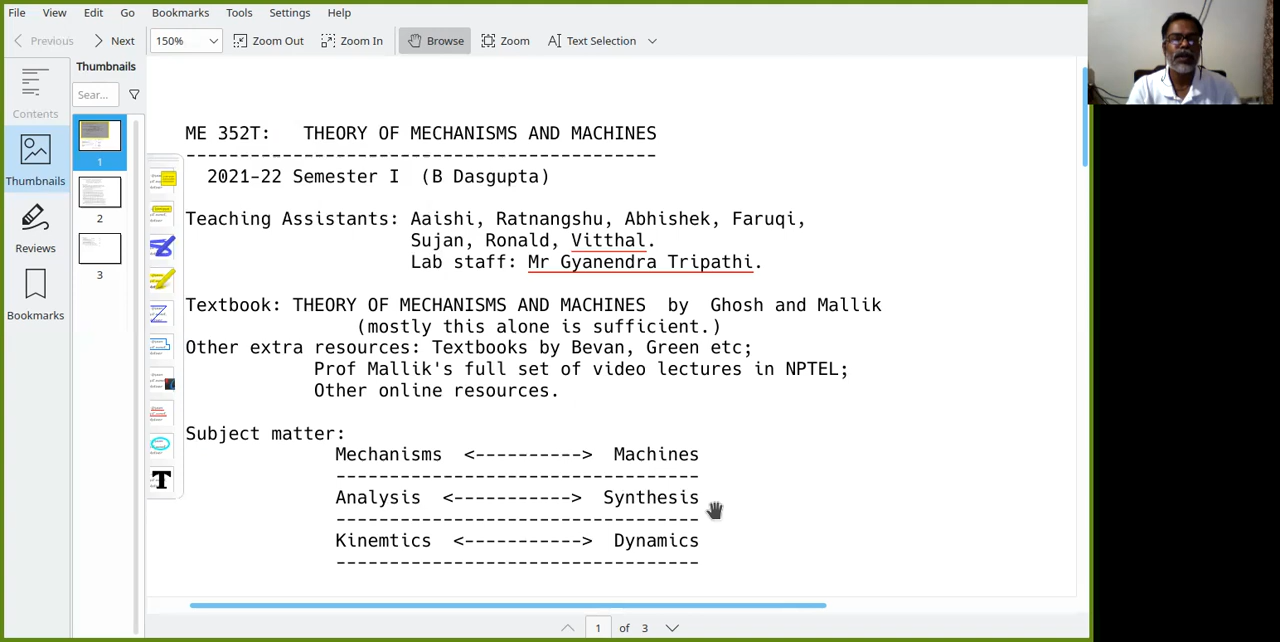 File View Edit Go Bookmarks Tools Settings Help
Previous Next 150% Zoom Out Zoom In Browse Zoom Text Selection
Contents
Thumbnails
Reviews
Bookmarks
Thumbnails
Sear...
1
2
3
ME 352T: THEORY OF MECHANISMS AND MACHINES
--------------------------------------------
2021-22 Semester I (B Dasgupta)
Teaching Assistants: Aaishi, Ratnangshu, Abhishek, Faruqi,
Sujan, Ronald, Vitthal.
Lab staff: Mr Gyanendra Tripathi.
Textbook: THEORY OF MECHANISMS AND MACHINES by Ghosh and Mallik
(mostly this alone is sufficient.)
Other extra resources: Textbooks by Bevan, Green etc;
Prof Mallik's full set of video lectures in NPTEL;
Other online resources.
Subject matter:
Mechanisms <----------> Machines
----------------------------------
Analysis <-----------> Synthesis
----------------------------------
Kinemtics <-----------> Dynamics
----------------------------------
1 of 3